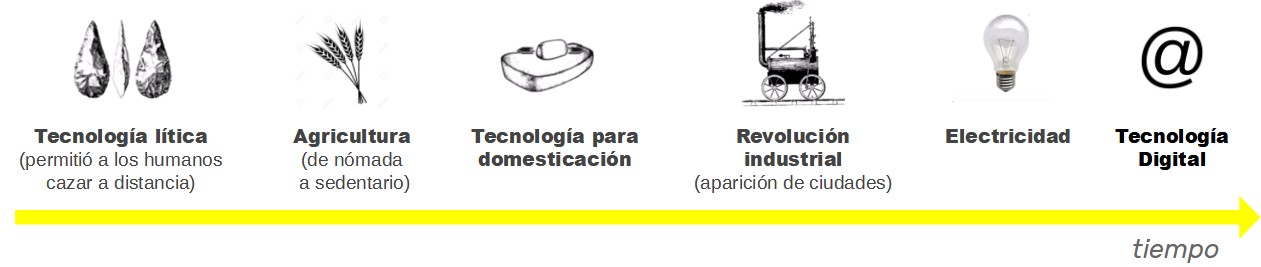 @
Tecnología lítica
(permitió a los humanos
cazar a distancia)
Agricultura
(de nómada
a sedentario)
Tecnología para
domesticación
Revolución
industrial
(aparición de ciudades)
Electricidad
Tecnología
Digital
tiempo